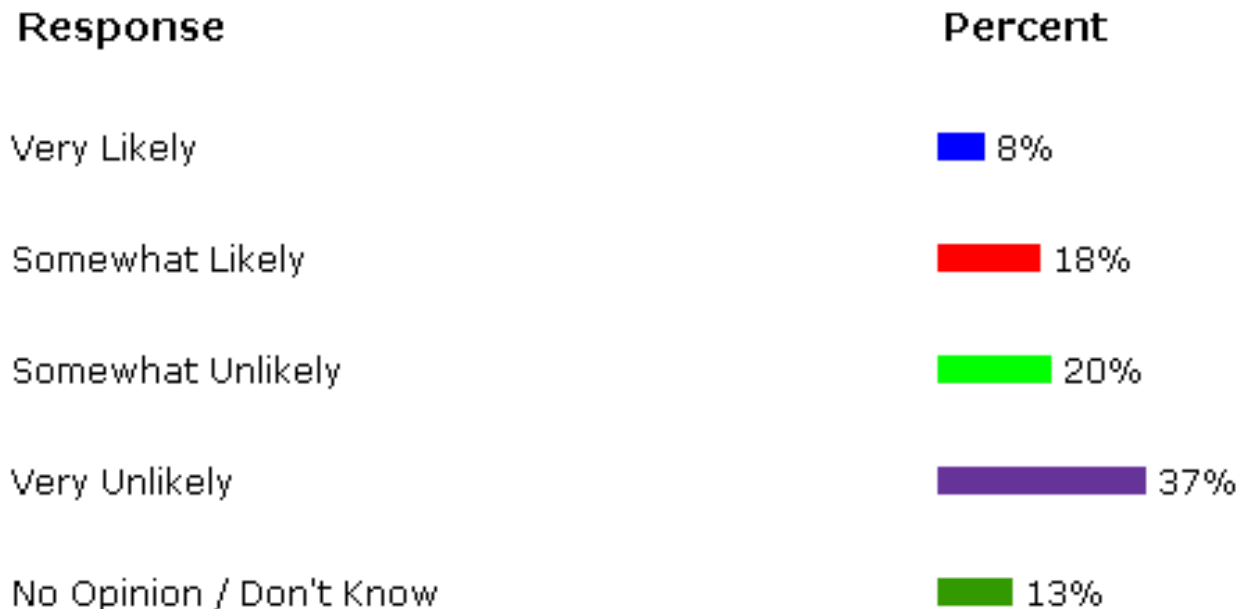 Response Percent
Very Likely 8%
Somewhat Likely 18%
Somewhat Unlikely 20%
Very Unlikely 37%
No Opinion / Don't Know 13%